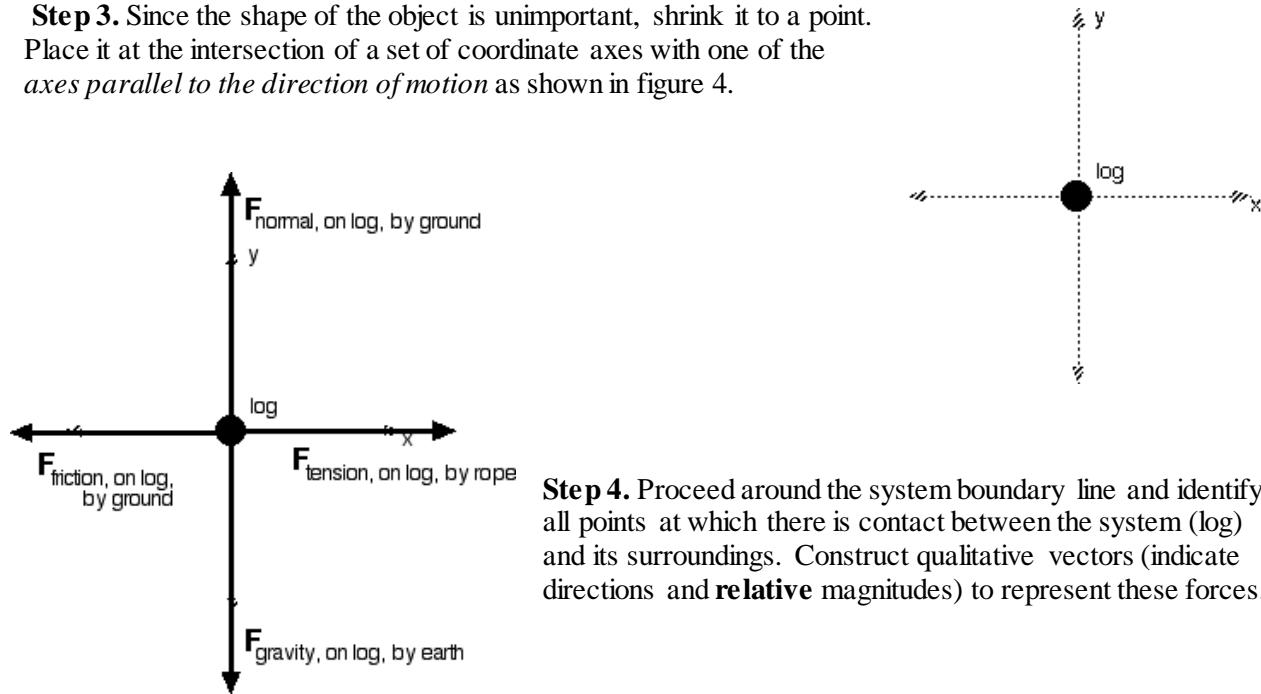 Step 3. Since the shape of the object is unimportant, shrink it to a point.
Place it at the intersection of a set of coordinate axes with one of the
axes parallel to the direction of motion as shown in figure 4.
y
log
x
F normal, on log, by ground
y
log
x
F friction, on log,
by ground
F tension, on log, by rope
F gravity, on log, by earth
Step 4. Proceed around the system boundary line and identify
all points at which there is contact between the system (log)
and its surroundings. Construct qualitative vectors (indicate
directions and relative magnitudes) to represent these forces.